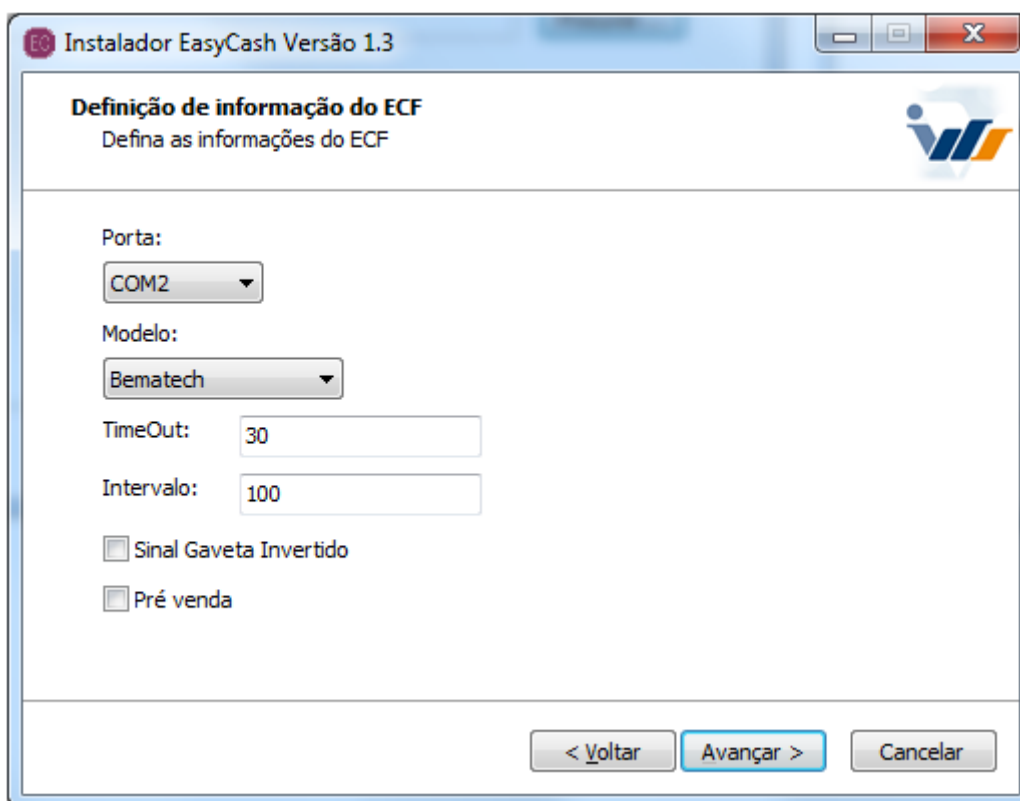 EC Instalador EasyCash Versão 1.3
Definição de informação do ECF
Defina as informações do ECF
Porta:
COM2
Modelo:
Bematech
TimeOut: 30
Intervalo: 100
Sinal Gaveta Invertido
Pré venda
< Voltar Avançar > Cancelar